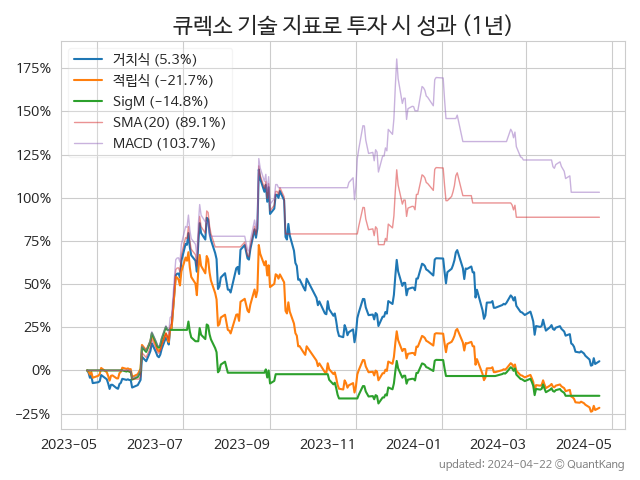 큐렉소 기술 지표로 투자 시 성과 (1년)
거치식 (5.3%)
적립식 (−21.7%)
SigM (−14.8%)
SMA(20) (89.1%)
MACD (103.7%)
175%
150%
125%
100%
75%
50%
25%
0%
−25%
2023-05 2023-07 2023-09 2023-11 2024-01 2024-03 2024-05
updated: 2024-04-22 © QuantKang